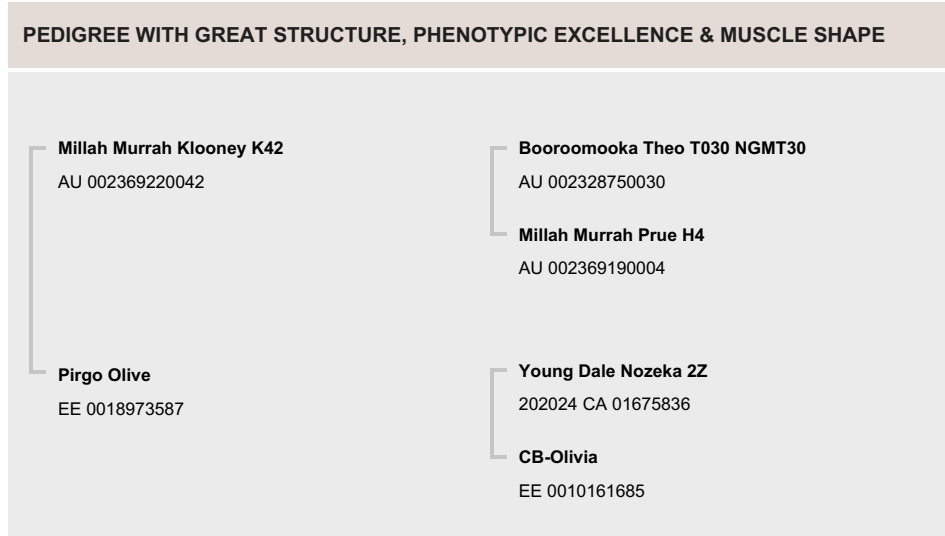 PEDIGREE WITH GREAT STRUCTURE, PHENOTYPIC EXCELLENCE & MUSCLE SHAPE
Millah Murrah Klooney K42
AU 002369220042
Booroomooka Theo T030 NGMT30
AU 002328750030
Millah Murrah Prue H4
AU 002369190004
Pirgo Olive
EE 0018973587
Young Dale Nozeka 2Z
202024 CA 01675836
CB-Olivia
EE 0010161685